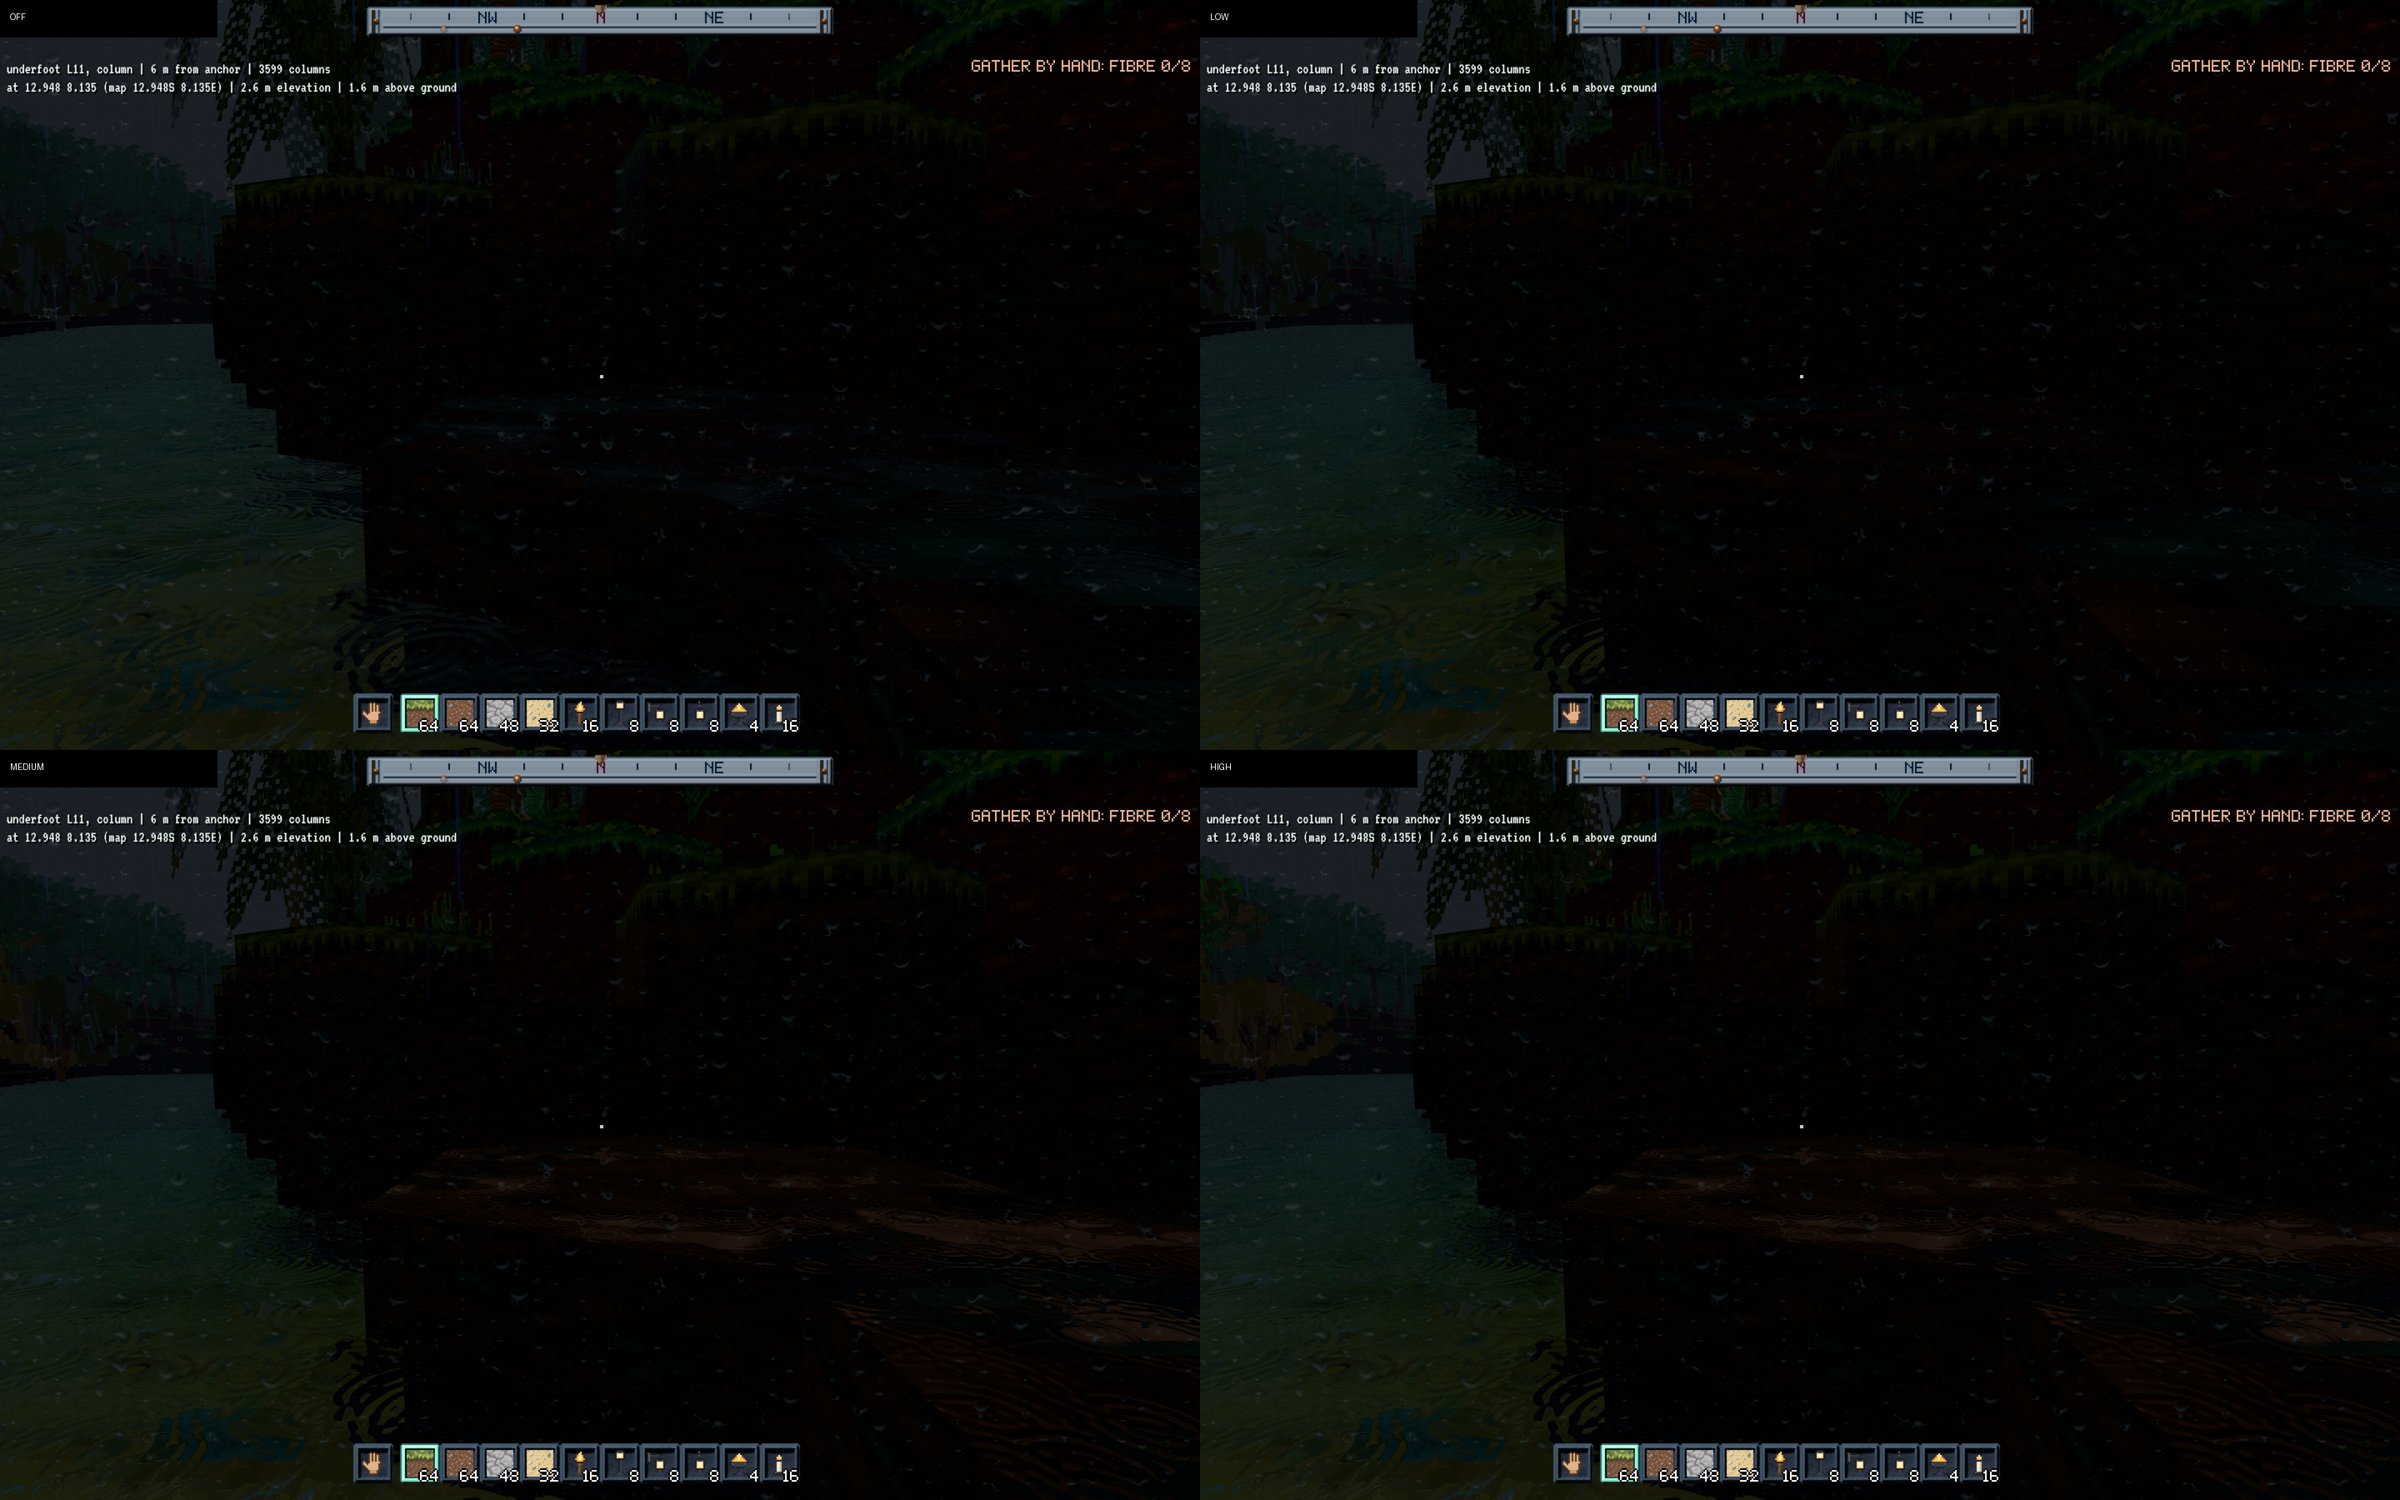 OFF
NW N NE
GATHER BY HAND: FIBRE 0/8
underfoot L11, column | 6 m from anchor | 3599 columns
at 12.948 8.135 (map 12.948S 8.135E) | 2.6 m elevation | 1.6 m above ground
64 64 48 32 16 8 8 8 4 16
LOW
NW N NE
GATHER BY HAND: FIBRE 0/8
underfoot L11, column | 6 m from anchor | 3599 columns
at 12.948 8.135 (map 12.948S 8.135E) | 2.6 m elevation | 1.6 m above ground
64 64 48 32 16 8 8 8 4 16
MEDIUM
NW N NE
GATHER BY HAND: FIBRE 0/8
underfoot L11, column | 6 m from anchor | 3599 columns
at 12.948 8.135 (map 12.948S 8.135E) | 2.6 m elevation | 1.6 m above ground
64 64 48 32 16 8 8 8 4 16
HIGH
NW N NE
GATHER BY HAND: FIBRE 0/8
underfoot L11, column | 6 m from anchor | 3599 columns
at 12.948 8.135 (map 12.948S 8.135E) | 2.6 m elevation | 1.6 m above ground
64 64 48 32 16 8 8 8 4 16